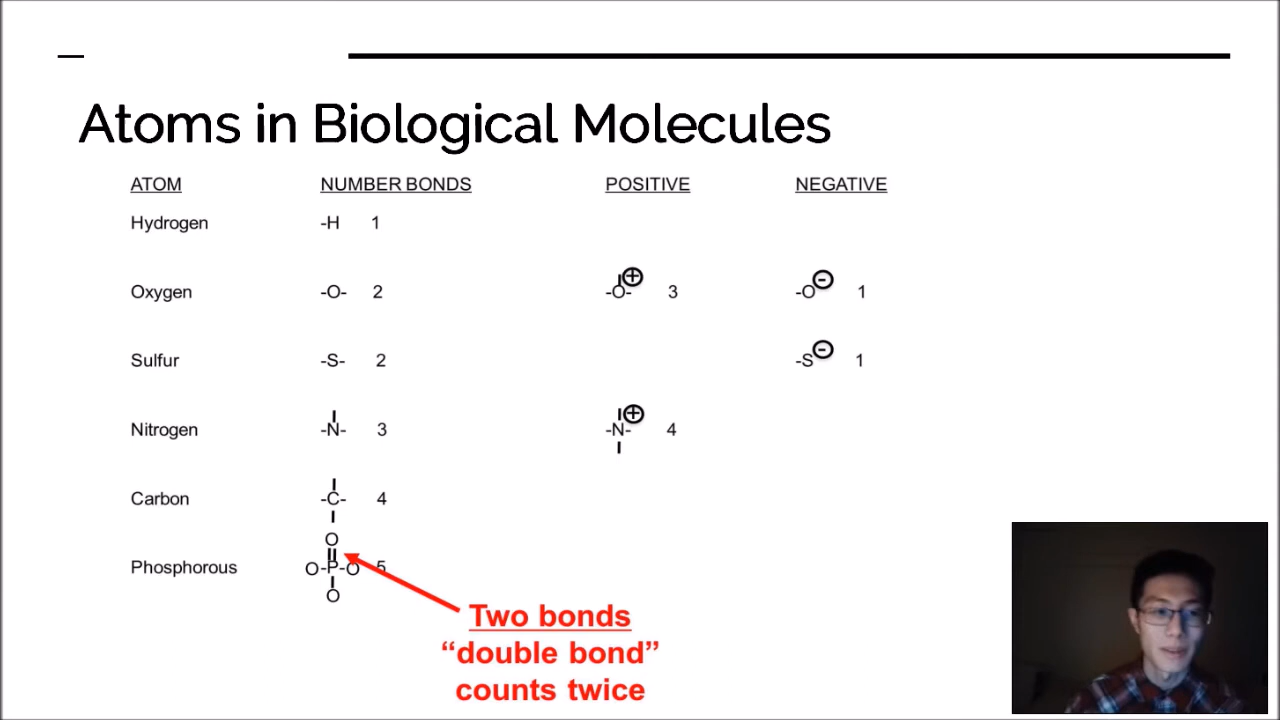 Atoms in Biological Molecules
ATOM NUMBER BONDS POSITIVE NEGATIVE
Hydrogen -H 1
Oxygen -O- 2 -O- + 3 -O - 1
Sulfur -S- 2 -S - 1
Nitrogen -N- 3 -N- + 4
Carbon -C- 4
O
Phosphorous O-P-O 5
O
Two bonds
“double bond”
counts twice